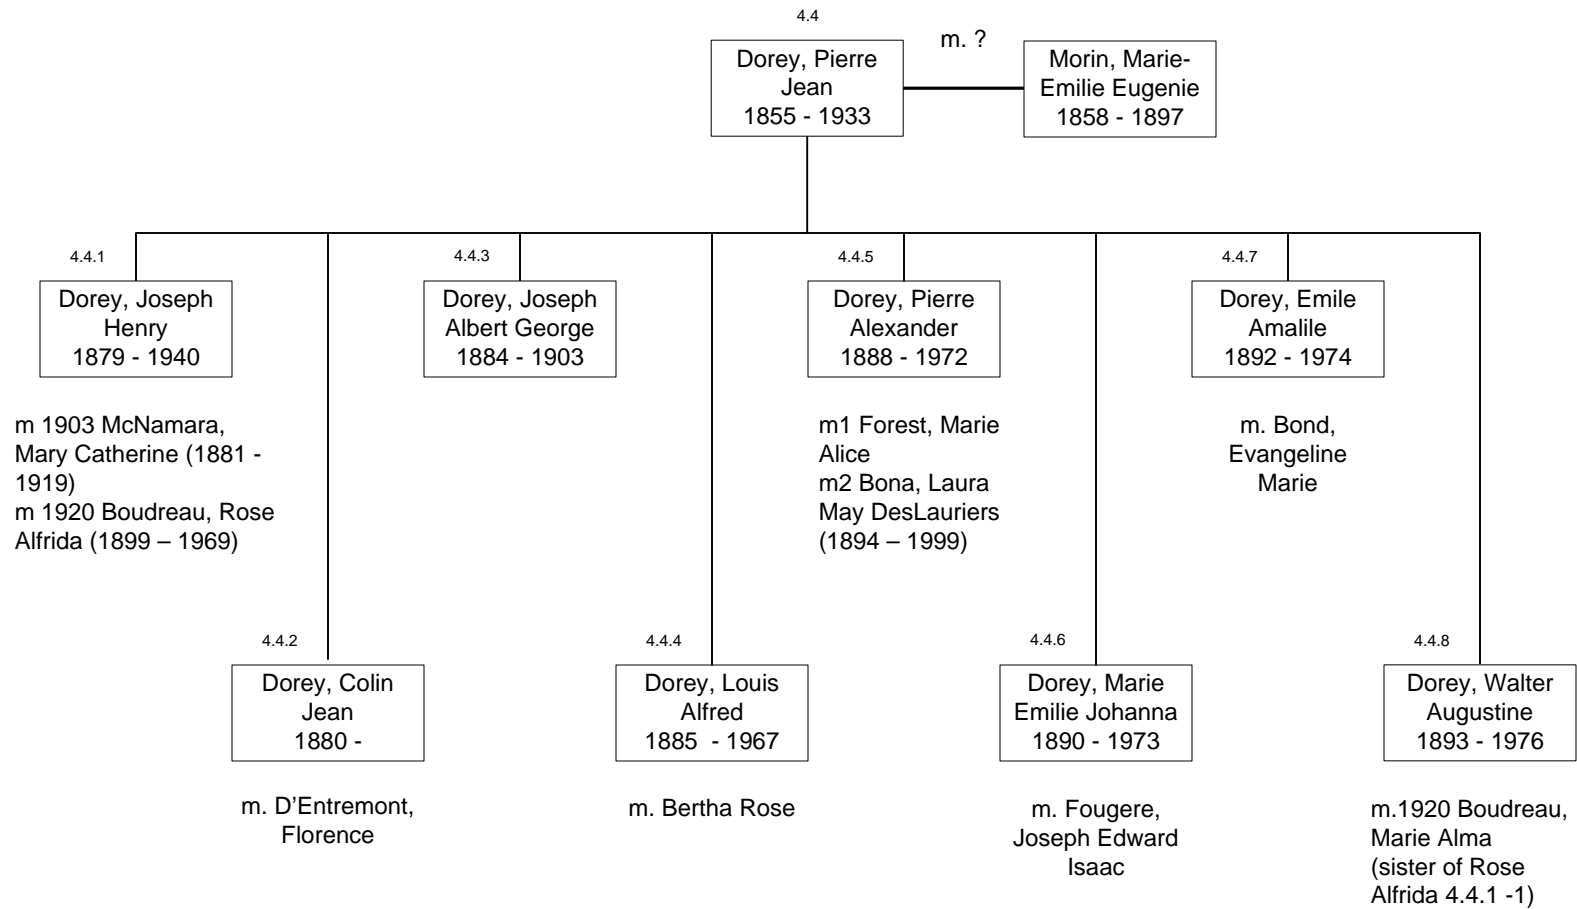 4.4
Dorey, Pierre
Jean
1855 - 1933
m. ?
Morin, Marie-
Emilie Eugenie
1858 - 1897
4.4.1
Dorey, Joseph
Henry
1879 - 1940
m 1903 McNamara,
Mary Catherine (1881 -
1919)
m 1920 Boudreau, Rose
Alfrida (1899 – 1969)
4.4.3
Dorey, Joseph
Albert George
1884 - 1903
4.4.5
Dorey, Pierre
Alexander
1888 - 1972
m1 Forest, Marie
Alice
m2 Bona, Laura
May DesLauriers
(1894 – 1999)
4.4.7
Dorey, Emile
Amalile
1892 - 1974
m. Bond,
Evangeline
Marie
4.4.2
Dorey, Colin
Jean
1880 -
m. D’Entremont,
Florence
4.4.4
Dorey, Louis
Alfred
1885  - 1967
m. Bertha Rose
4.4.6
Dorey, Marie
Emilie Johanna
1890 - 1973
m. Fougere,
Joseph Edward
Isaac
4.4.8
Dorey, Walter
Augustine
1893 - 1976
m.1920 Boudreau,
Marie Alma
(sister of Rose
Alfrida 4.4.1 -1)